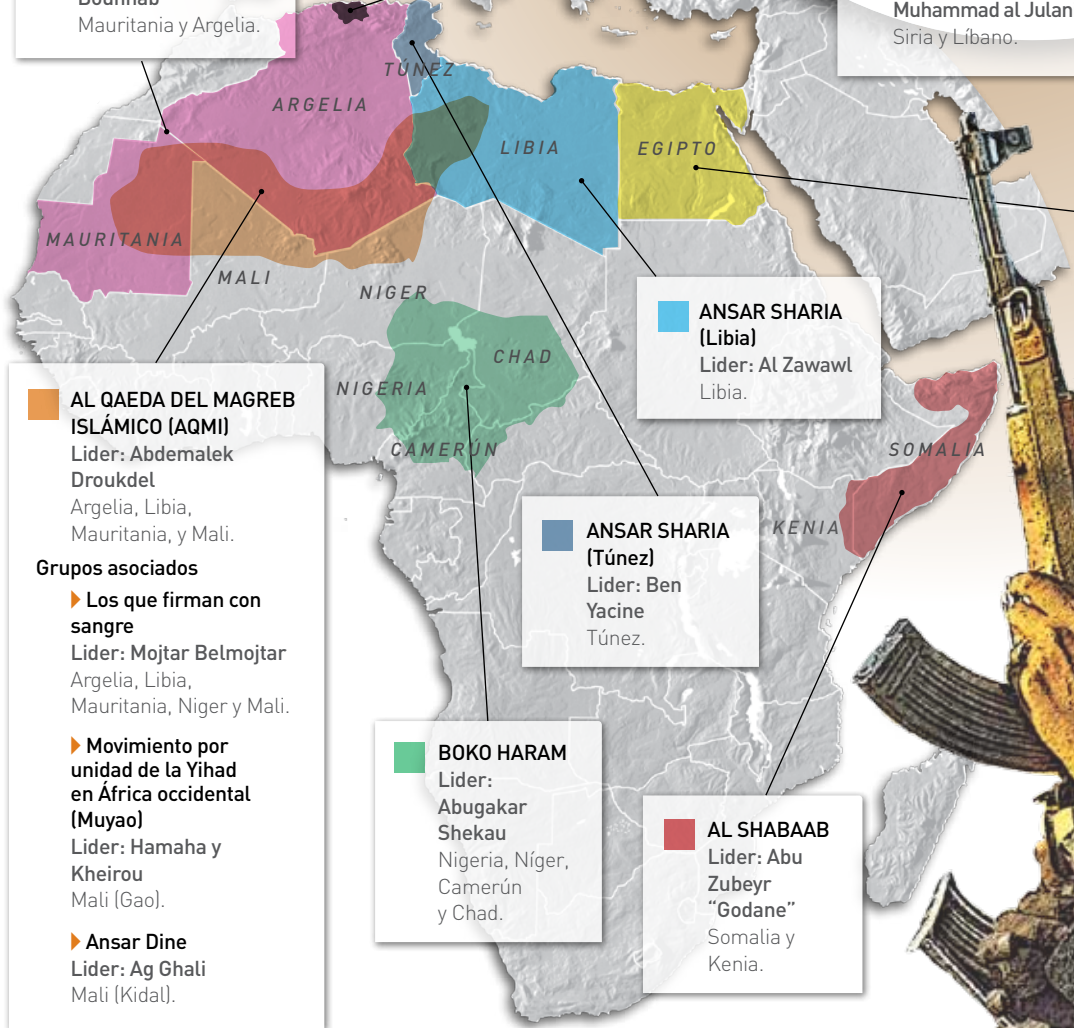 Mauritania y Argelia.
Muhammad al Julan
Siria y Líbano.
TÚNEZ
ARGELIA
LIBIA
EGIPTO
MAURITANIA
MALI
NIGER
CHAD
NIGERIA
CAMERÚN
SOMALIA
KENIA
ANSAR SHARIA
(Libia)
Lider: Al Zawawl
Libia.
AL QAEDA DEL MAGREB
ISLÁMICO (AQMI)
Lider: Abdemalek
Droukdel
Argelia, Libia,
Mauritania, y Mali.
Grupos asociados
Los que firman con
sangre
Lider: Mojtar Belmojtar
Argelia, Libia,
Mauritania, Niger y Mali.
Movimiento por
unidad de la Yihad
en África occidental
(Muyao)
Lider: Hamaha y
Kheirou
Mali (Gao).
Ansar Dine
Lider: Ag Ghali
Mali (Kidal).
ANSAR SHARIA
(Túnez)
Lider: Ben
Yacine
Túnez.
BOKO HARAM
Lider:
Abugakar
Shekau
Nigeria, Níger,
Camerún
y Chad.
AL SHABAAB
Lider: Abu
Zubeyr
“Godane”
Somalia y
Kenia.